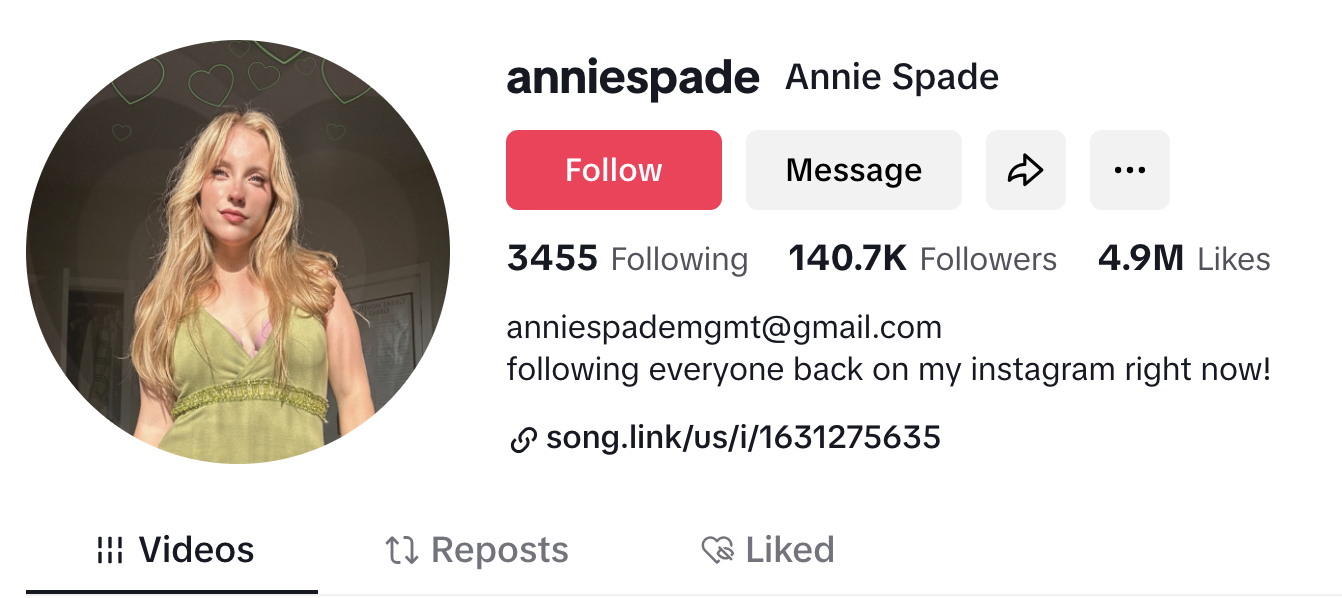 anniespade Annie Spade
Follow Message
3455 Following 140.7K Followers 4.9M Likes
anniespademgmt@gmail.com
following everyone back on my instagram right now!
song.link/us/i/1631275635
Videos Reposts Liked